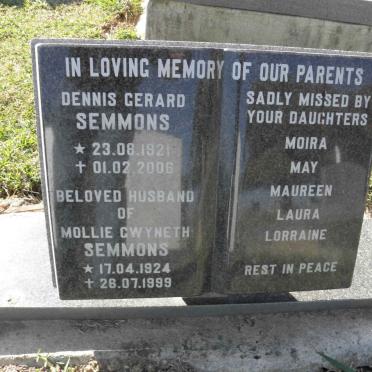 IN LOVING MEMORY OF OUR PARENTS
DENNIS GERARD
SEMMONS
★ 23.08.1921
✝ 01.02.2006
BELOVED HUSBAND
OF
MOLLIE GWYNETH
SEMMONS
★ 17.04.1924
✝ 26.07.1999
SADLY MISSED BY
YOUR DAUGHTERS
MOIRA
MAY
MAUREEN
LAURA
LORRAINE
REST IN PEACE